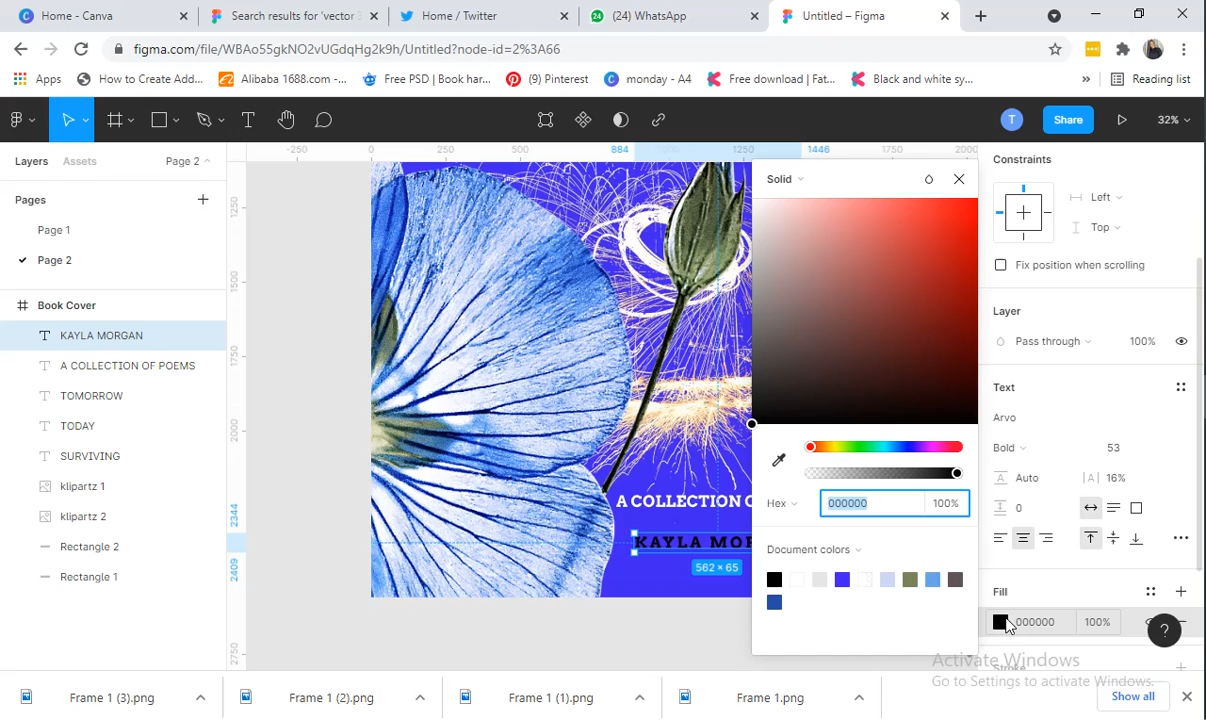 Home - Canva
Search results for 'vector
Home / Twitter
(24) WhatsApp
Untitled – Figma
figma.com/file/WBAo55gkNO2vUGdqHg2k9h/Untitled?node-id=2%3A66
Apps
How to Create Add...
Alibaba 1688.com -...
Free PSD | Book har...
(9) Pinterest
monday - A4
Free download | Fat...
Black and white sy...
»
Reading list
T
T
Share
32%
Layers
Assets
Page 2
-250
0
250
500
884
1250
1446
1750
2000
Pages
Page 1
Page 2
Book Cover
KAYLA MORGAN
A COLLECTION OF POEMS
TOMORROW
TODAY
SURVIVING
klipartz 1
klipartz 2
Rectangle 2
Rectangle 1
1250
1500
1750
2000
2344
2409
2750
A COLLECTION
KAYLA MOR
562 × 65
Solid
Hex
000000
100%
Document colors
Constraints
Left
Top
Fix position when scrolling
Layer
Pass through
100%
Text
Arvo
Bold
53
Auto
|A| 16%
0
Fill
000000
100%
?
Stroke
Activate Windows
Go to Settings to activate Windows.
Frame 1 (3).png
Frame 1 (2).png
Frame 1 (1).png
Frame 1.png
Show all